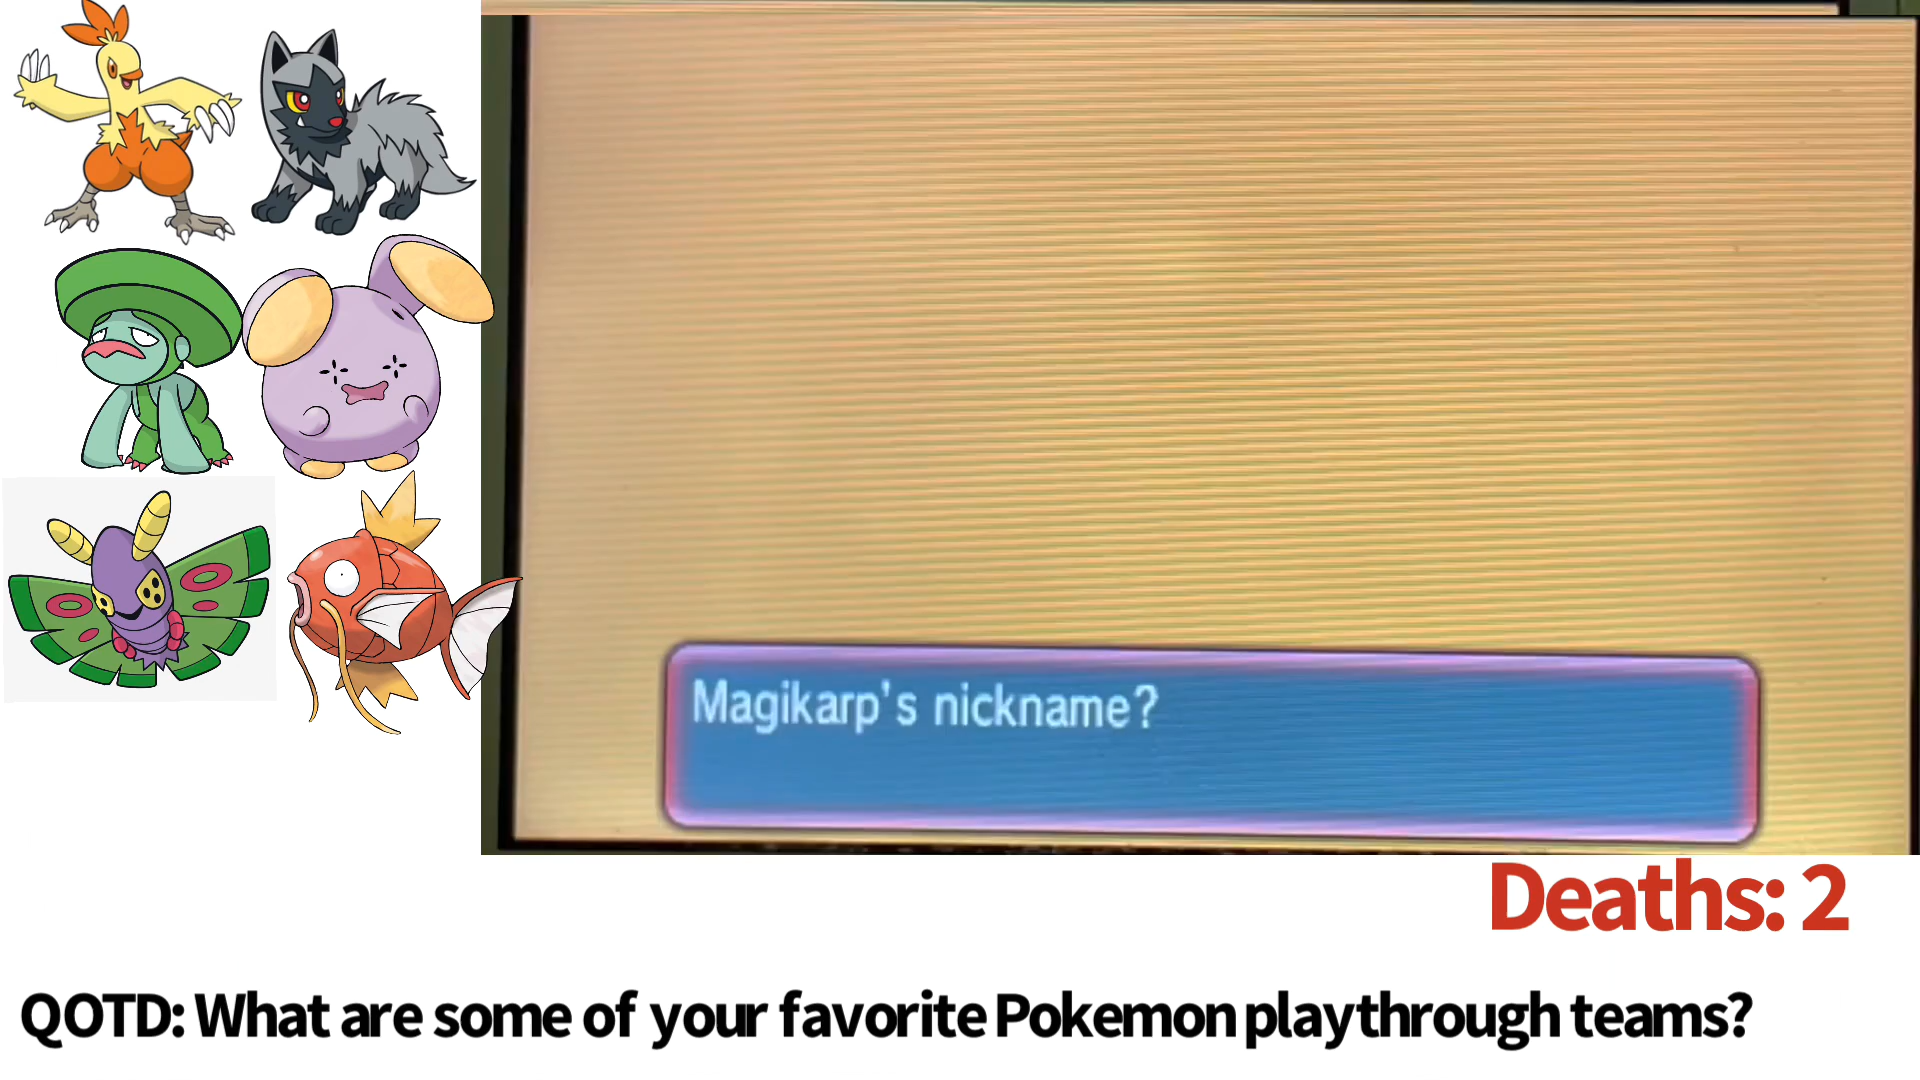 Magikarp's nickname?
Deaths: 2
QOTD: What are some of your favorite Pokemon playthrough teams?